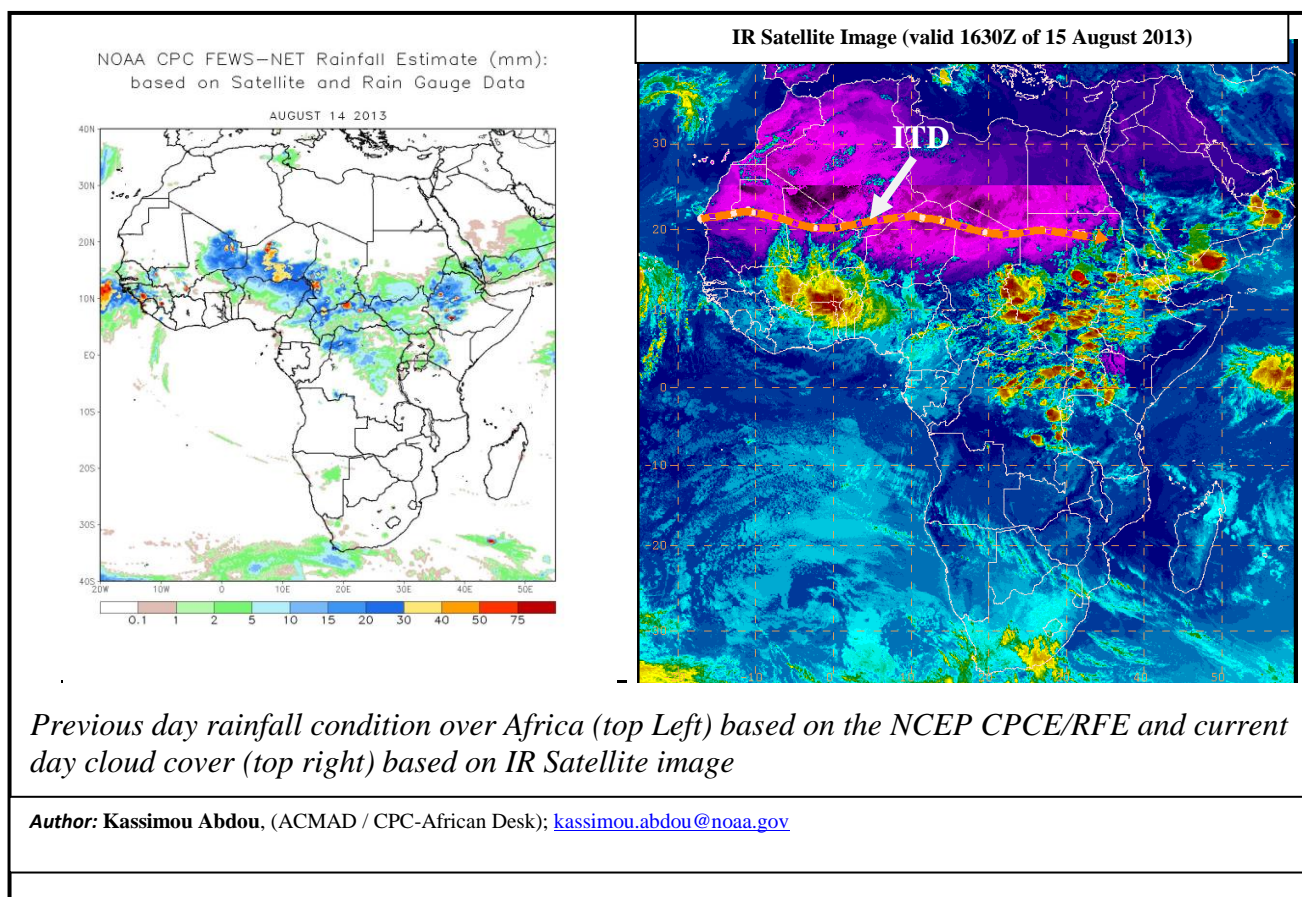 NOAA CPC FEWS-NET Rainfall Estimate (mm):
based on Satellite and Rain Gauge Data
AUGUST 14 2013
40N
30N
20N
10N
EQ
10S
20S
30S
40S
20W 10W 0 10E 20E 30E 40E 50E
0.1 1 2 5 10 15 20 30 40 50 75
IR Satellite Image (valid 1630Z of 15 August 2013)
ITD
30
20
0
-10
-20
Previous day rainfall condition over Africa (top Left) based on the NCEP CPCE/RFE and current
day cloud cover (top right) based on IR Satellite image
Author: Kassimou Abdou, (ACMAD / CPC-African Desk); kassimou.abdou@noaa.gov